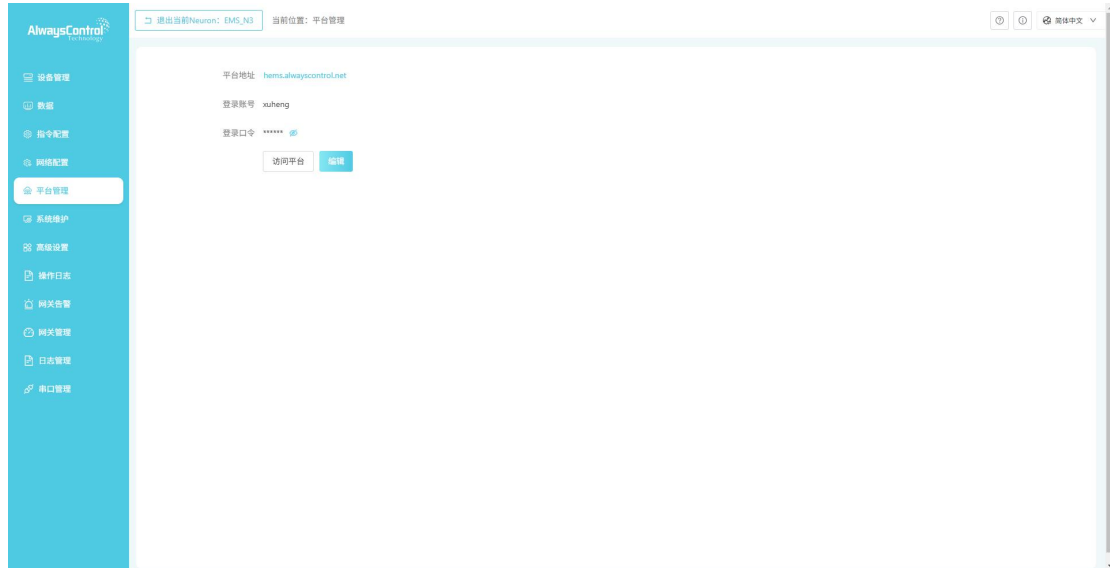 AlwaysControl
Technology
退出当前Neuron：EMS_N3
当前位置：平台管理
简体中文
设备管理
数据
指令配置
网络配置
平台管理
系统维护
高级设置
操作日志
网关告警
网关管理
日志管理
串口管理
平台地址 hems.alwayscontrol.net
登录账号 xuheng
登录口令 ******
访问平台 编辑